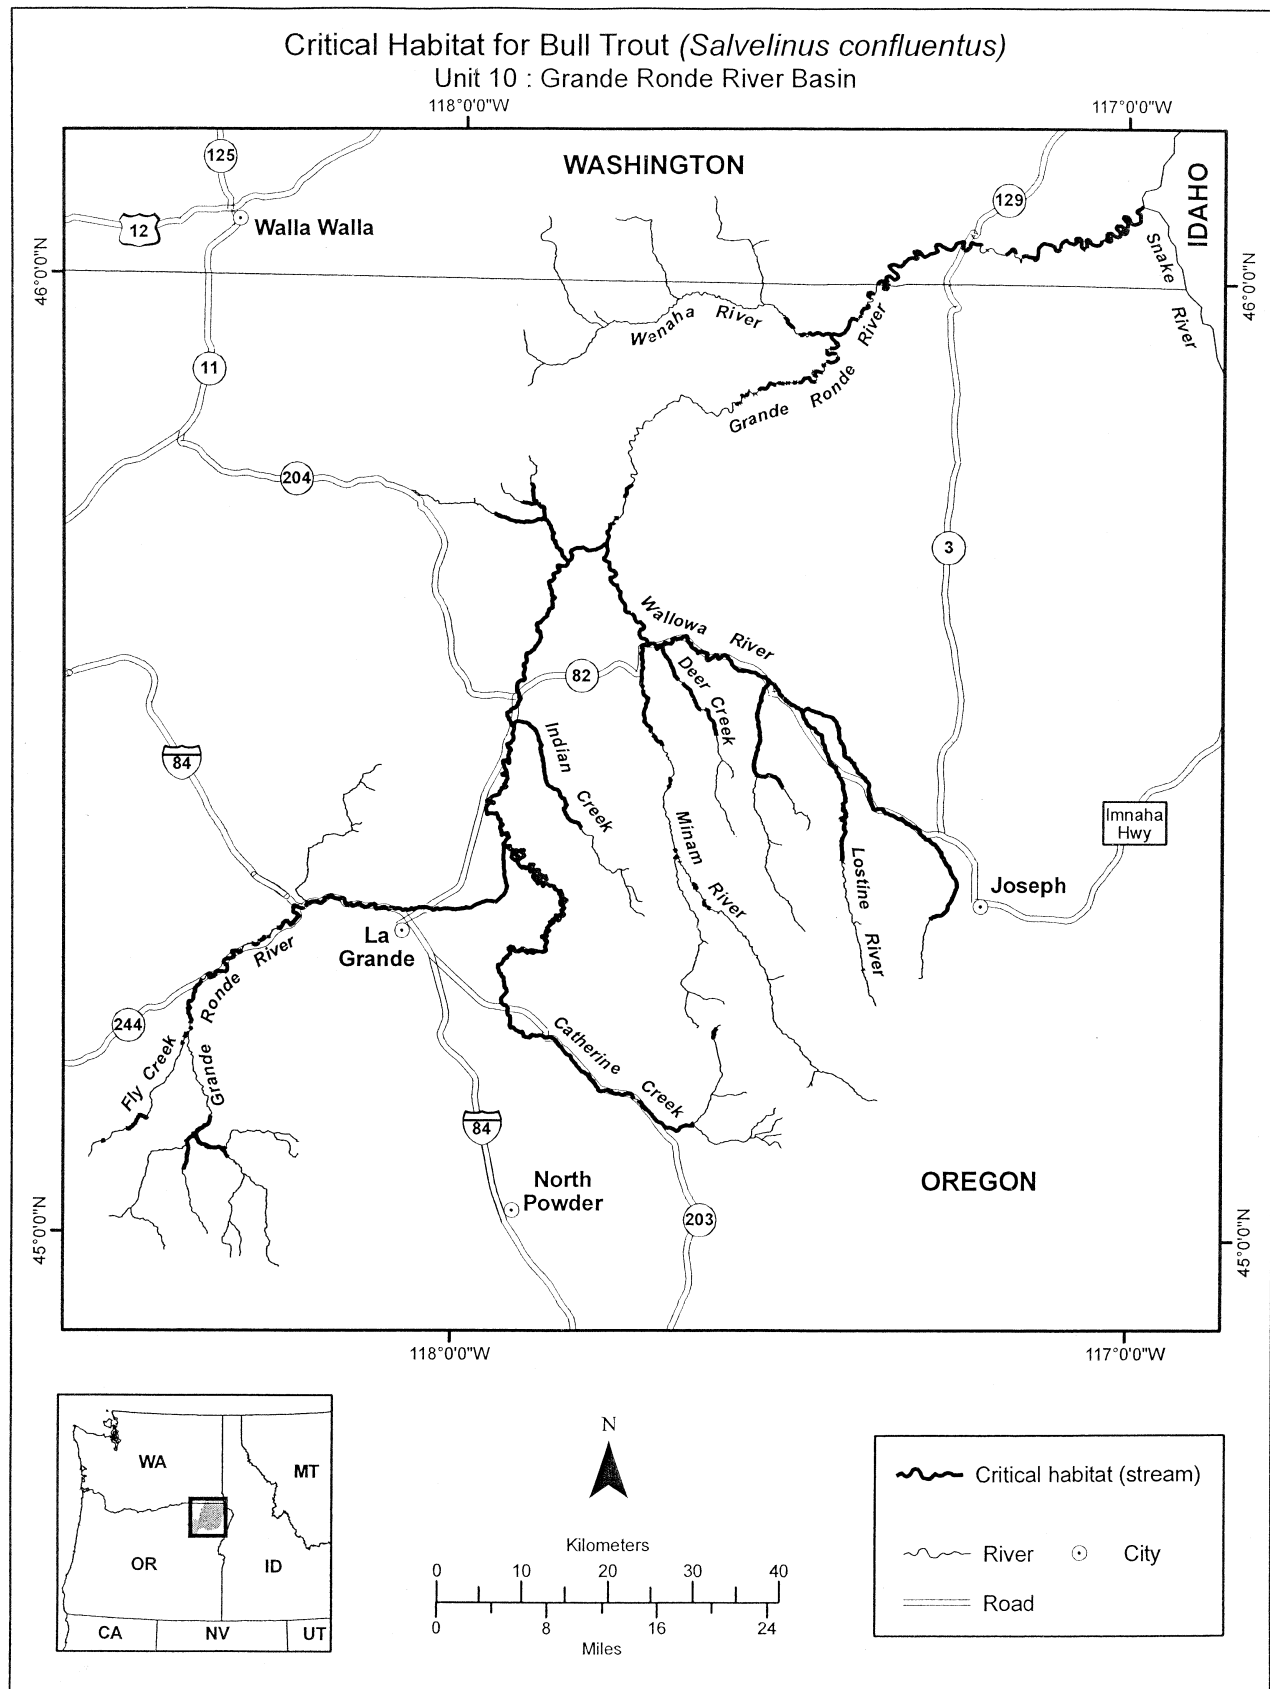 Critical Habitat for Bull Trout (Salvelinus confluentus)
Unit 10 : Grande Ronde River Basin
118°0'0"W
117°0'0"W
WASHINGTON
IDAHO
125
129
12
Walla Walla
Snake River
46°0'0"N
46°0'0"N
Wenaha River
11
Grande Ronde River
204
3
Wallowa River
82
Deer Creek
Indian Creek
84
Minam River
Imnaha
Hwy
Lostine River
Joseph
La
Grande
Grande Ronde River
244
Fly Creek
Catherine Creek
84
North
Powder
OREGON
203
45°0'0"N
45°0'0"N
118°0'0"W
117°0'0"W
WA
MT
OR
ID
CA
NV
UT
N
Kilometers
0 10 20 30 40
0 8 16 24
Miles
Critical habitat (stream)
River
City
Road